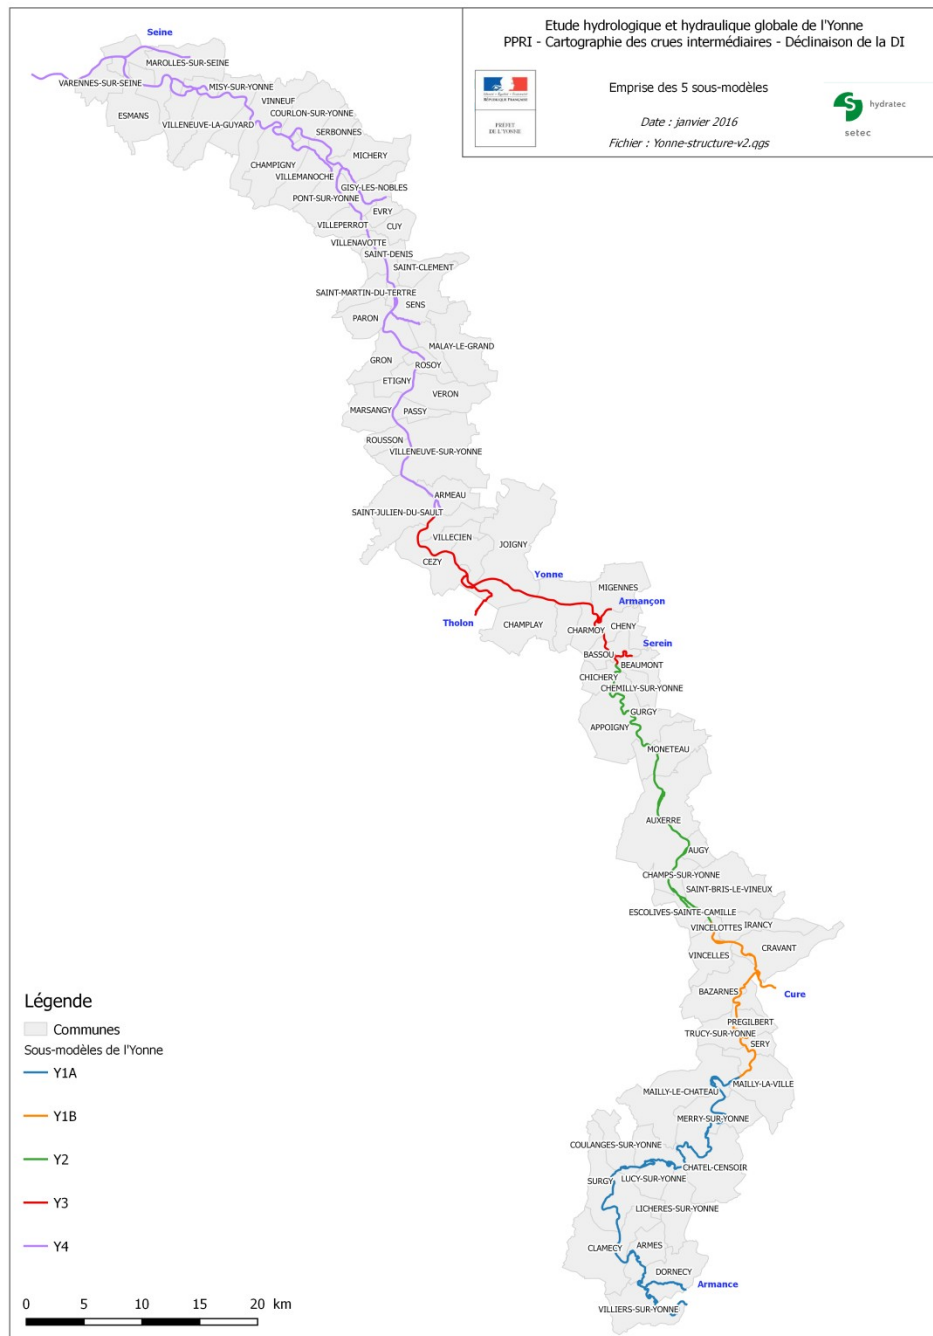 Etude hydrologique et hydraulique globale de l'Yonne
PPRI - Cartographie des crues intermédiaires - Déclinaison de la DI
RÉPUBLIQUE FRANÇAISE
PRÉFET
DE L'YONNE
Emprise des 5 sous-modèles
Date : janvier 2016
Fichier : Yonne-structure-v2.qgs
hydratec
setec
Seine
MAROLLES-SUR-SEINE
VARENNES-SUR-SEINE
MISY-SUR-YONNE
VINNEUF
ESMANS
COURLON-SUR-YONNE
VILLENEUVE-LA-GUYARD
SERBONNES
MICHERY
CHAMPIGNY
VILLEMANOCHE
GISY-LES-NOBLES
PONT-SUR-YONNE
EVRY
VILLEPERROT
CUY
VILLENAVOTTE
SAINT-DENIS
SAINT-CLEMENT
SAINT-MARTIN-DU-TERTRE
SENS
PARON
MALAY-LE-GRAND
GRON
ROSOY
ETIGNY
VERON
MARSANGY
PASSY
ROUSSON
VILLENEUVE-SUR-YONNE
ARMEAU
SAINT-JULIEN-DU-SAULT
VILLECIEN
JOIGNY
CEZY
Yonne
MIGENNES
Armançon
Tholon
CHAMPLAY
CHARMOY
CHENY
Serein
BASSOU
BEAUMONT
CHICHERY
CHEMILLY-SUR-YONNE
GURGY
APPOIGNY
MONETEAU
AUXERRE
AUGY
CHAMPS-SUR-YONNE
SAINT-BRIS-LE-VINEUX
ESCOLIVES-SAINTE-CAMILLE
VINCELOTTES
IRANCY
CRAVANT
VINCELLES
BAZARNES
Cure
PREGILBERT
TRUCY-SUR-YONNE
SERY
MAILLY-LA-VILLE
MAILLY-LE-CHATEAU
MERRY-SUR-YONNE
COULANGES-SUR-YONNE
CHATEL-CENSOIR
SURGY
LUCY-SUR-YONNE
LICHERES-SUR-YONNE
CLAMECY
ARMES
DORNECY
Armance
VILLIERS-SUR-YONNE
Légende
Communes
Sous-modèles de l'Yonne
Y1A
Y1B
Y2
Y3
Y4
0 5 10 15 20 km